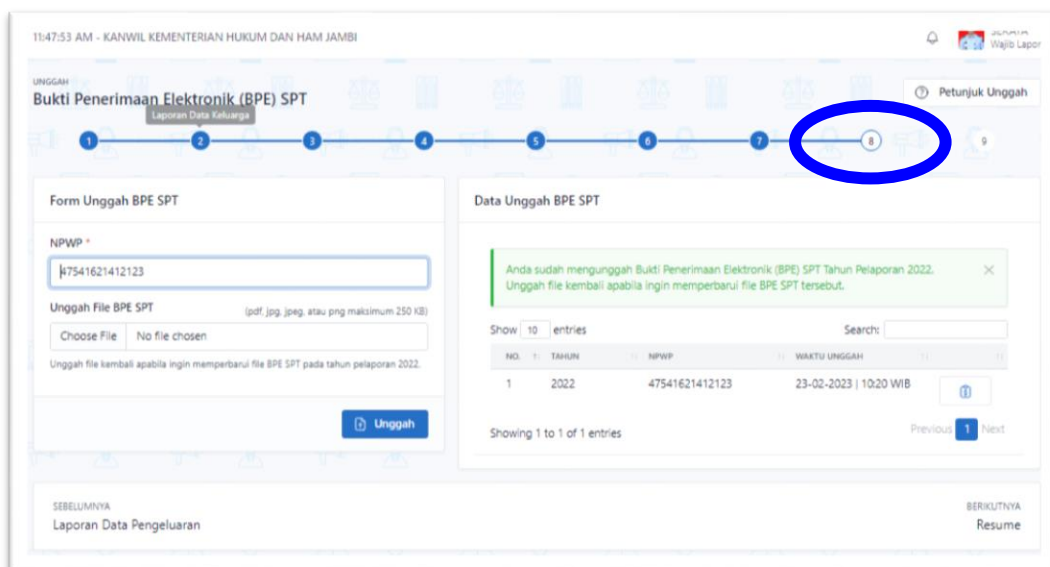 11:47:53 AM - KANWIL KEMENTERIAN HUKUM DAN HAM JAMBI
Wajib Lapor
UNGGAH
Bukti Penerimaan Elektronik (BPE) SPT
Petunjuk Unggah
Laporan Data Keluarga
1 2 3 4 5 6 7 8 9
Form Unggah BPE SPT
NPWP *
47541621412123
Unggah File BPE SPT (pdf, jpg, jpeg, atau png maksimum 250 KB)
Choose File No file chosen
Unggah file kembali apabila ingin memperbarui file BPE SPT pada tahun pelaporan 2022.
Unggah
Data Unggah BPE SPT
Anda sudah mengunggah Bukti Penerimaan Elektronik (BPE) SPT Tahun Pelaporan 2022.
Unggah file kembali apabila ingin memperbarui file BPE SPT tersebut.
Show 10 entries Search:
NO. TAHUN NPWP WAKTU UNGGAH
1 2022 47541621412123 23-02-2023 | 10:20 WIB
Showing 1 to 1 of 1 entries
Previous 1 Next
SEBELUMNYA
Laporan Data Pengeluaran
BERIKUTNYA
Resume